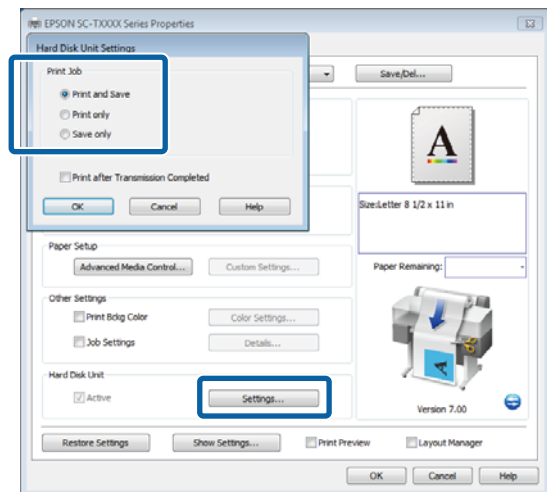 EPSON SC-TXXXX Series Properties
Hard Disk Unit Settings
Print Job
Print and Save
Print only
Save only
Print after Transmission Completed
OK Cancel Help
Save/Del...
A
Size:Letter 8 1/2 x 11 in
Paper Setup
Advanced Media Control... Custom Settings... Paper Remaining:
Other Settings
Print Bckg Color Color Settings...
Job Settings Details...
A
Hard Disk Unit
Active Settings... Version 7.00
Restore Settings Show Settings... Print Preview Layout Manager
OK Cancel Help